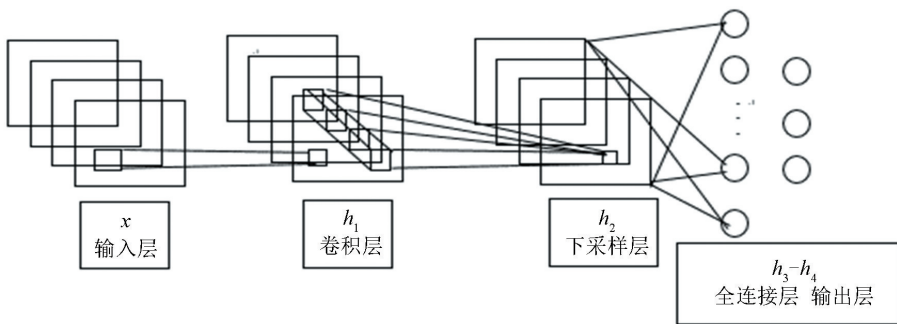 x
输入层
h₁
卷积层
h₂
下采样层
h₃-h₄
全连接层 输出层